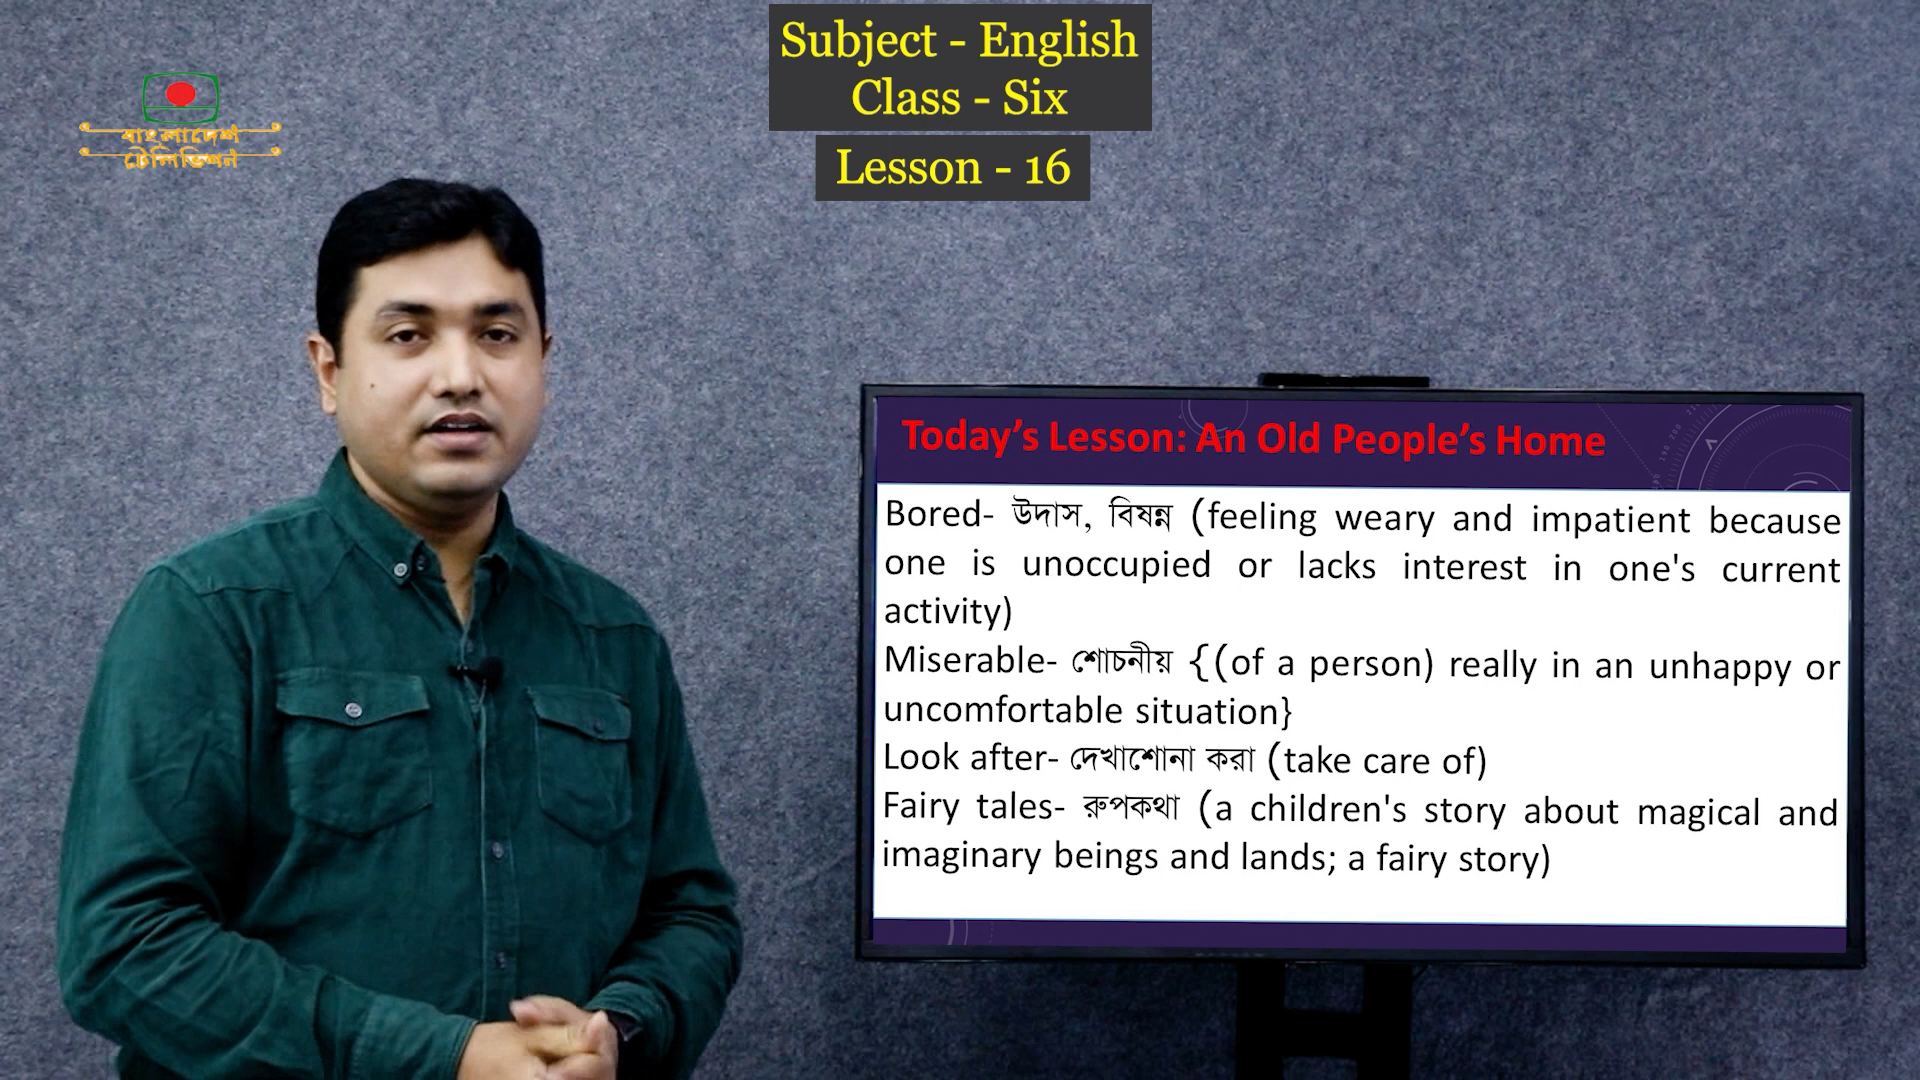 Subject - English
Class - Six
Lesson - 16
বাংলাদেশ
টেলিভিশন
Today's Lesson: An Old People's Home
Bored- উদাস, বিষন্ন (feeling weary and impatient because
one is unoccupied or lacks interest in one's current
activity)
Miserable- শোচনীয় {(of a person) really in an unhappy or
uncomfortable situation}
Look after- দেখাশোনা করা (take care of)
Fairy tales- রুপকথা (a children's story about magical and
imaginary beings and lands; a fairy story)